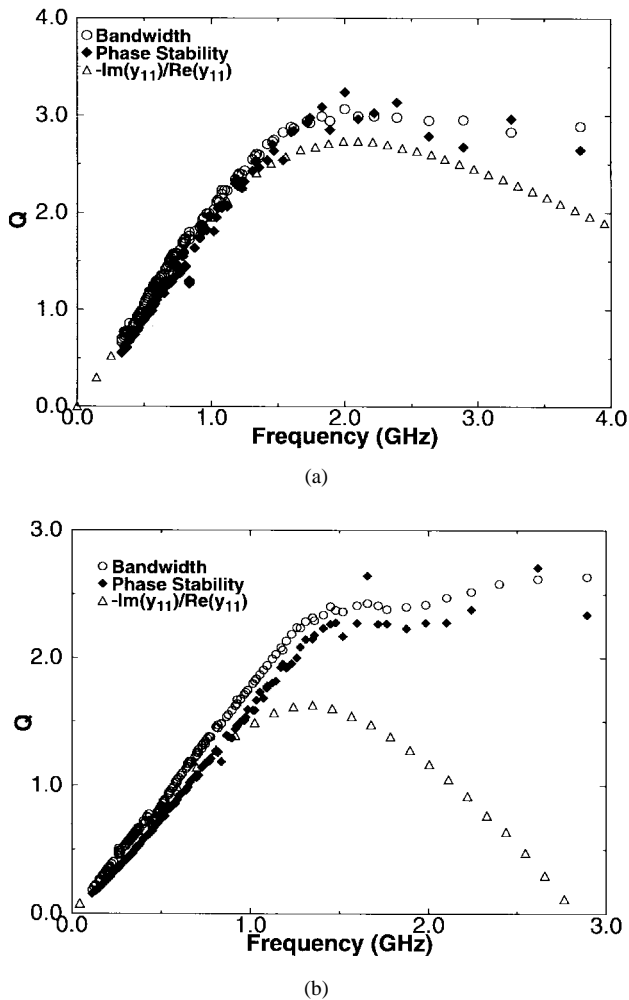 4.0
Bandwidth
Phase Stability
-Im(y₁₁)/Re(y₁₁)
3.0
Q
2.0
1.0
0.0
0.0 1.0 2.0 3.0 4.0
Frequency (GHz)
(a)
3.0
Bandwidth
Phase Stability
-Im(y₁₁)/Re(y₁₁)
2.0
Q
1.0
0.0
0.0 1.0 2.0 3.0
Frequency (GHz)
(b)